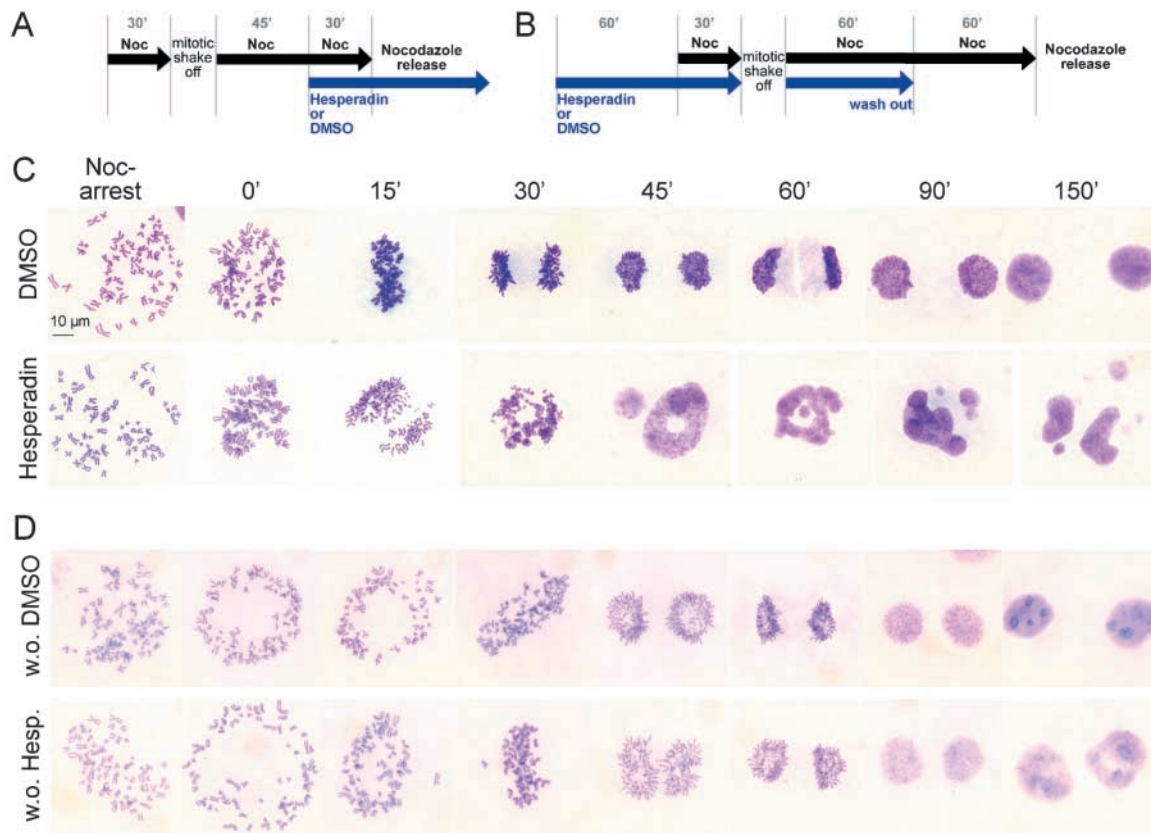 A
30'
45'
30'
Noc
mitotic
shake
off
Noc
Noc
Nocodazole
release
Hesperadin
or
DMSO
B
60'
30'
60'
60'
Noc
mitotic
shake
off
Noc
Noc
Nocodazole
release
Hesperadin
or
DMSO
wash out
C
Noc-
arrest
0'
15'
30'
45'
60'
90'
150'
DMSO
10 µm
Hesperadin
D
w.o. DMSO
w.o. Hesp.